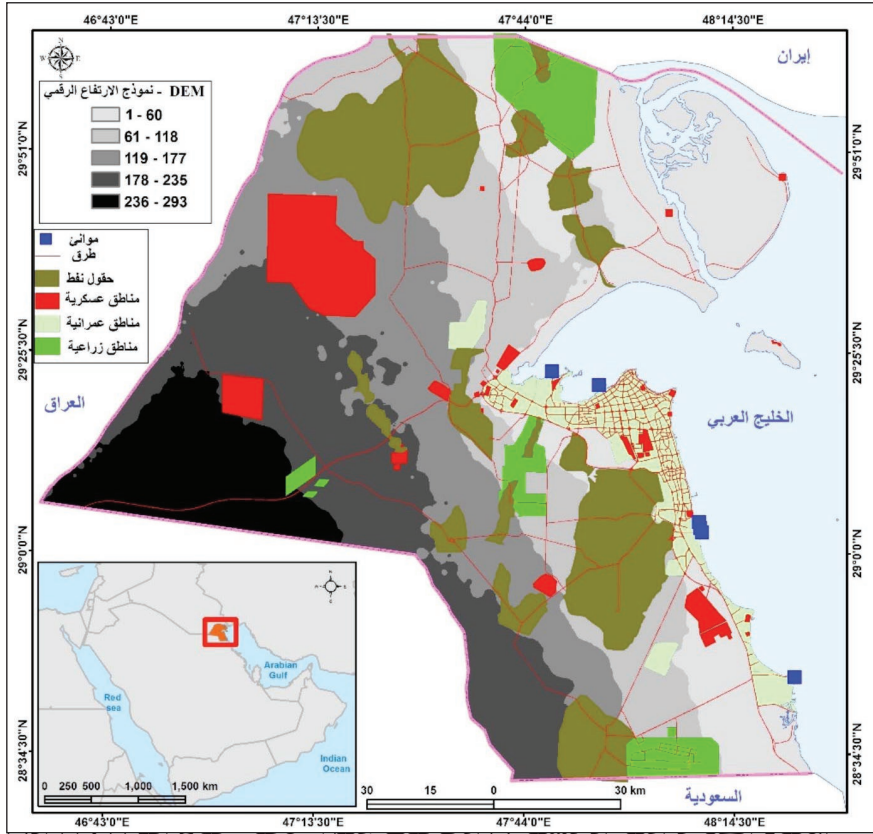 46°43'0"E 47°13'30"E 47°44'0"E 48°14'30"E
إيران
N
نموذج الارتفاع الرقمي - DEM
1 - 60
61 - 118
119 - 177
178 - 235
236 - 293
29°51'0"N
29°51'0"N
موانئ
طرق
حقول نفط
مناطق عسكرية
مناطق عمرانية
مناطق زراعية
29°25'30"N
29°25'30"N
العراق
الخليج العربي
29°0'0"N
29°0'0"N
Arabian
Gulf
Red
sea
Indian
Ocean
0 250 500 1,000 1,500 km
28°34'30"N
28°34'30"N
30 15 0 30 km
السعودية
46°43'0"E 47°13'30"E 47°44'0"E 48°14'30"E